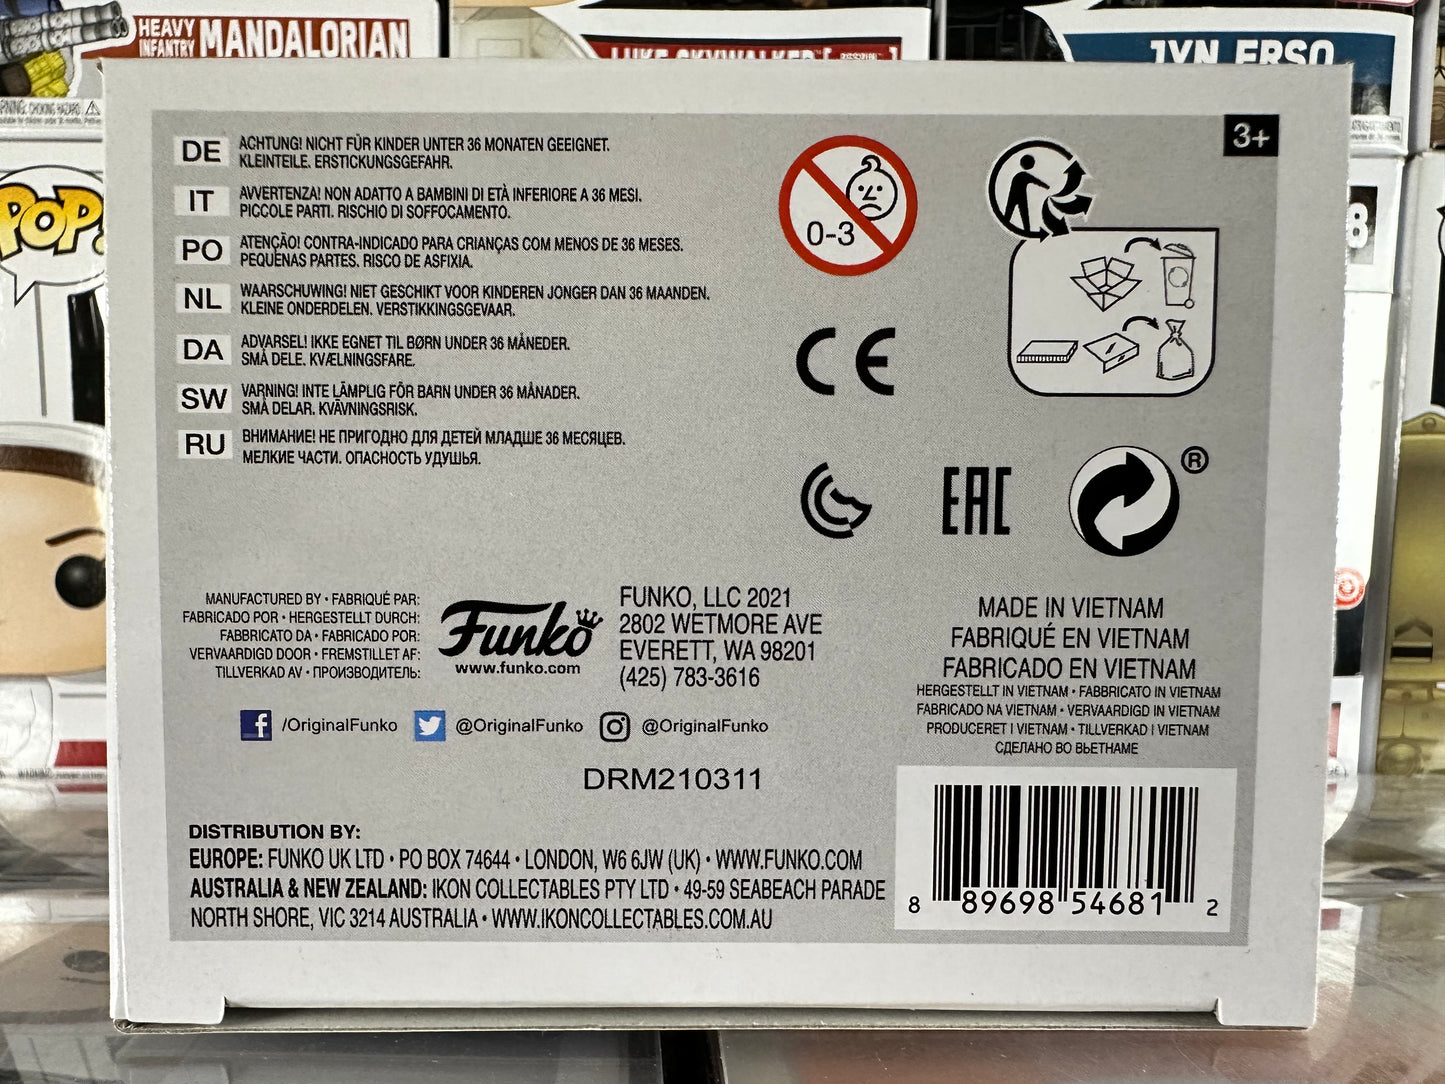 HEAVY
INFANTRY MANDALORIAN
LUKE SKYWALKER
JYN ERSO
POP!
8
3+
DE ACHTUNG! NICHT FÜR KINDER UNTER 36 MONATEN GEEIGNET.
KLEINTEILE. ERSTICKUNGSGEFAHR.
IT AVVERTENZA! NON ADATTO A BAMBINI DI ETÀ INFERIORE A 36 MESI.
PICCOLE PARTI. RISCHIO DI SOFFOCAMENTO.
PO ATENÇÃO! CONTRA-INDICADO PARA CRIANÇAS COM MENOS DE 36 MESES.
PEQUENAS PARTES. RISCO DE ASFIXIA.
NL WAARSCHUWING! NIET GESCHIKT VOOR KINDEREN JONGER DAN 36 MAANDEN.
KLEINE ONDERDELEN. VERSTIKKINGSGEVAAR.
DA ADVARSEL! IKKE EGNET TIL BØRN UNDER 36 MÅNEDER.
SMÅ DELE. KVÆLNINGSFARE.
SW VARNING! INTE LÄMPLIG FÖR BARN UNDER 36 MÅNADER.
SMÅ DELAR. KVÄVNINGSRISK.
RU ВНИМАНИЕ! НЕ ПРИГОДНО ДЛЯ ДЕТЕЙ МЛАДШЕ 36 МЕСЯЦЕВ.
МЕЛКИЕ ЧАСТИ. ОПАСНОСТЬ УДУШЬЯ.
0-3
CE
EAC
®
MANUFACTURED BY • FABRIQUÉ PAR:
FABRICADO POR • HERGESTELLT DURCH:
FABBRICATO DA • FABRICADO POR:
VERVAARDIGD DOOR • FREMSTILLET AF:
TILLVERKAD AV • ПРОИЗВОДИТЕЛЬ:
Funko
www.funko.com
FUNKO, LLC 2021
2802 WETMORE AVE
EVERETT, WA 98201
(425) 783-3616
MADE IN VIETNAM
FABRIQUÉ EN VIETNAM
FABRICADO EN VIETNAM
HERGESTELLT IN VIETNAM • FABBRICATO IN VIETNAM
FABRICADO NA VIETNAM • VERVAARDIGD IN VIETNAM
PRODUCERET I VIETNAM • TILLVERKAD I VIETNAM
СДЕЛАНО ВО ВЬЕТНАМЕ
/OriginalFunko @OriginalFunko @OriginalFunko
DRM210311
DISTRIBUTION BY:
EUROPE: FUNKO UK LTD • PO BOX 74644 • LONDON, W6 6JW (UK) • WWW.FUNKO.COM
AUSTRALIA & NEW ZEALAND: IKON COLLECTABLES PTY LTD • 49-59 SEABEACH PARADE
NORTH SHORE, VIC 3214 AUSTRALIA • WWW.IKONCOLLECTABLES.COM.AU
8 89698 54681 2